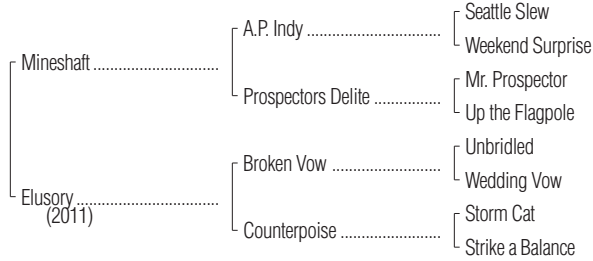 Seattle Slew
A.P. Indy ................................
Weekend Surprise
Mineshaft ..............................
Mr. Prospector
Prospectors Delite ................
Up the Flagpole
Unbridled
Broken Vow ..........................
Wedding Vow
Elusory ..................................
(2011)
Storm Cat
Counterpoise ........................
Strike a Balance